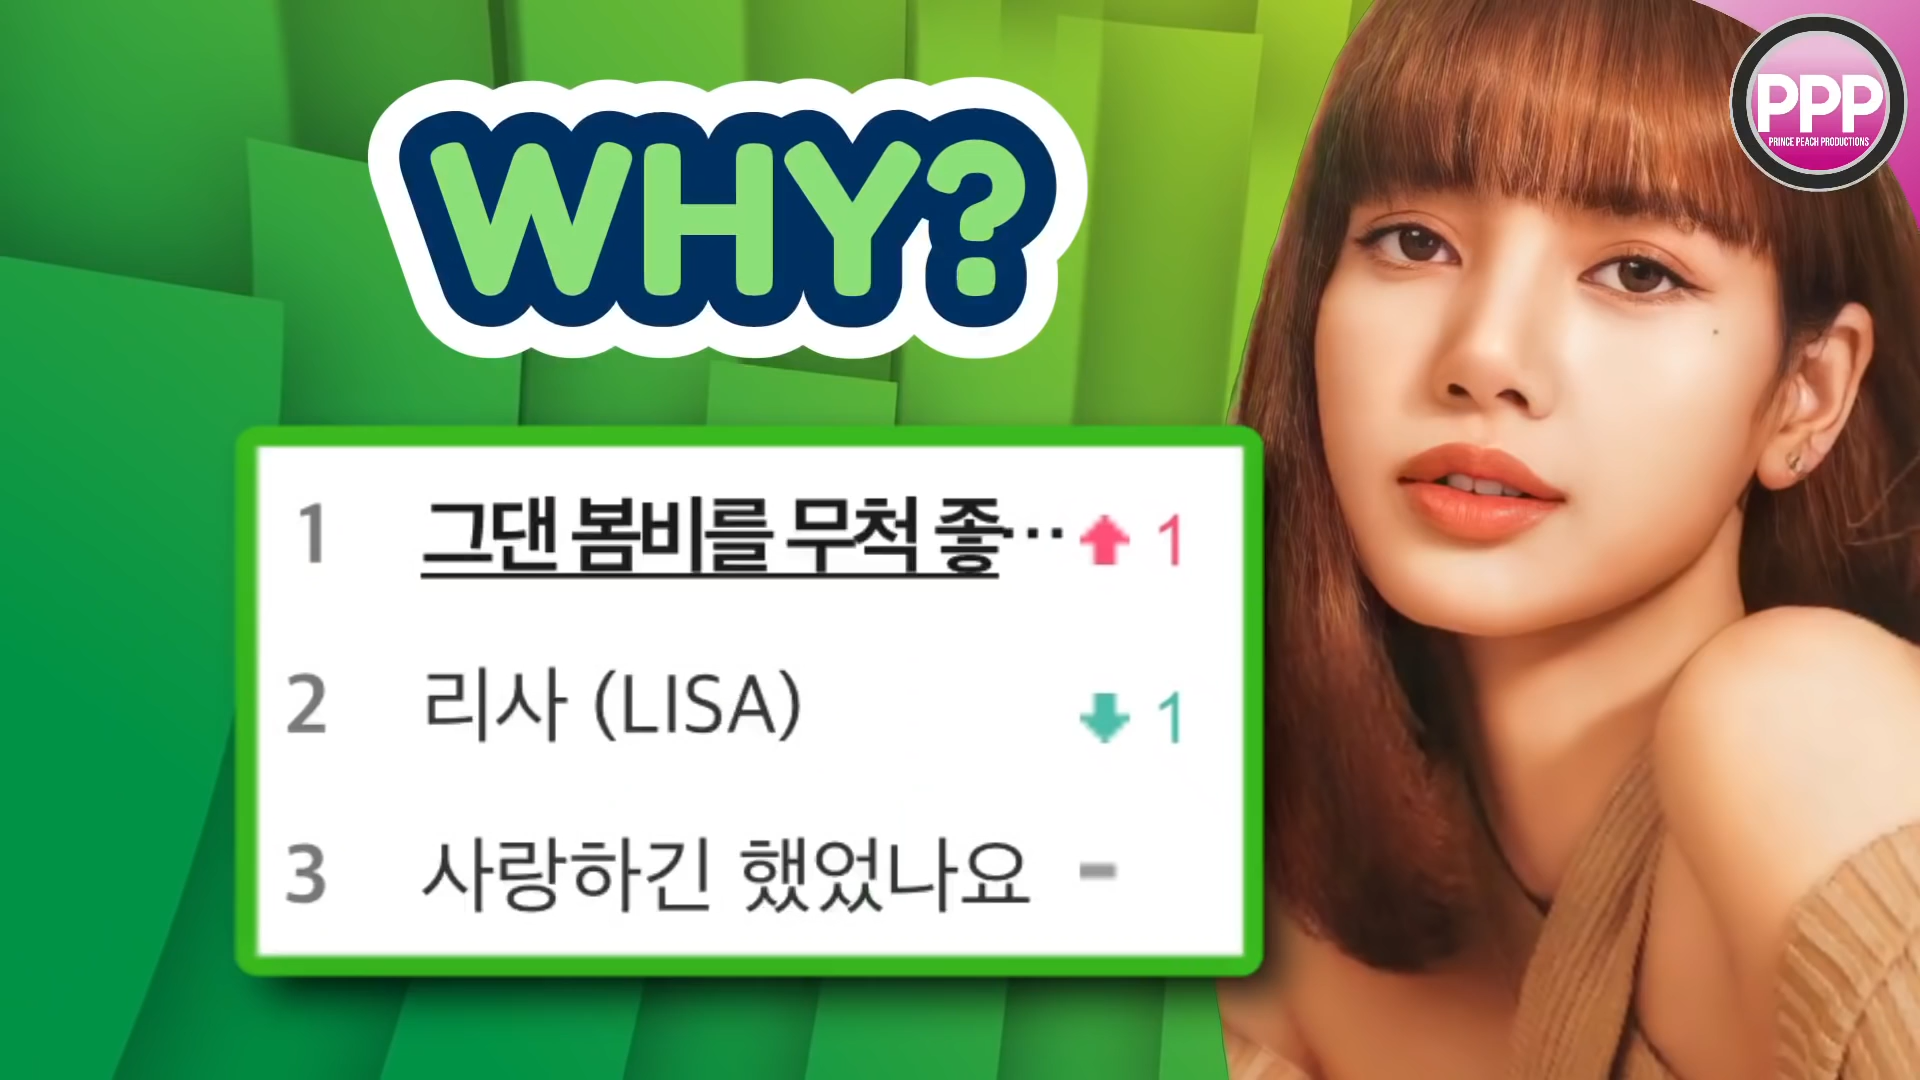 PPP
PRINCE PEACH PRODUCTIONS
WHY?
1 그댄 봄비를 무척 좋… 1
2 리사 (LISA) 1
3 사랑하긴 했었나요 -